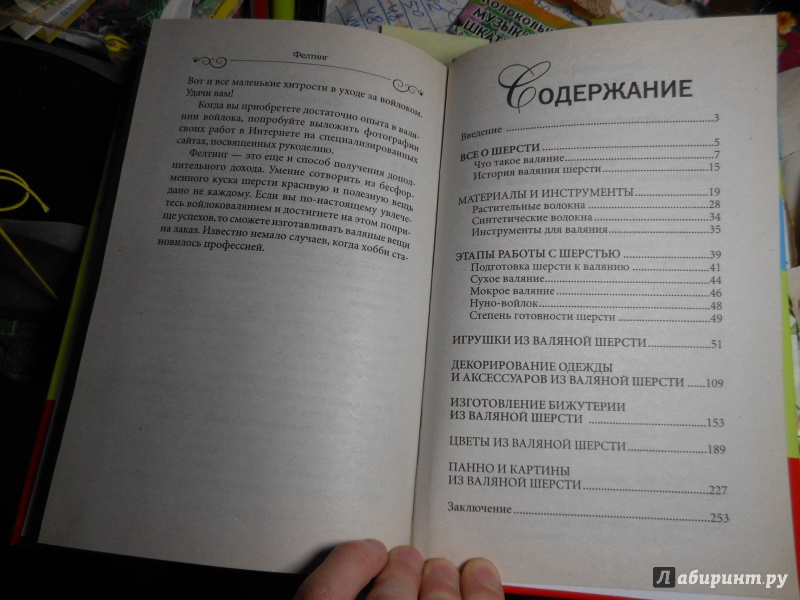 КОЛОКОВЫ
МУЗЫК
ШКАТ
Фелтинг
Вот и все маленькие хитрости в уходе за войлоком.
Удачи вам!
Когда вы приобретете достаточно опыта в валя-
нии войлока, попробуйте выложить фотографии
своих работ в Интернете на специализированных
сайтах, посвященных рукоделию.
Фелтинг — это еще и способ получения допол-
нительного дохода. Умение сотворить из бесфор-
менного куска шерсти красивую и полезную вещь
дано не каждому. Если вы по-настоящему увлече-
тесь войлоковалянием и достигнете на этом попри-
ще успехов, то сможете изготавливать валяные вещи
на заказ. Известно немало случаев, когда хобби ста-
новилось профессией.
СОДЕРЖАНИЕ
Введение ........ 3
ВСЕ О ШЕРСТИ ........ 5
Что такое валяние ........ 7
История валяния шерсти ........ 15
МАТЕРИАЛЫ И ИНСТРУМЕНТЫ ........ 19
Растительные волокна ........ 28
Синтетические волокна ........ 34
Инструменты для валяния ........ 35
ЭТАПЫ РАБОТЫ С ШЕРСТЬЮ ........ 39
Подготовка шерсти к валянию ........ 41
Сухое валяние ........ 44
Мокрое валяние ........ 46
Нуно-войлок ........ 48
Степень готовности шерсти ........ 49
ИГРУШКИ ИЗ ВАЛЯНОЙ ШЕРСТИ ........ 51
ДЕКОРИРОВАНИЕ ОДЕЖДЫ
И АКСЕССУАРОВ ИЗ ВАЛЯНОЙ ШЕРСТИ ........ 109
ИЗГОТОВЛЕНИЕ БИЖУТЕРИИ
ИЗ ВАЛЯНОЙ ШЕРСТИ ........ 153
ЦВЕТЫ ИЗ ВАЛЯНОЙ ШЕРСТИ ........ 189
ПАННО И КАРТИНЫ
ИЗ ВАЛЯНОЙ ШЕРСТИ ........ 227
Заключение ........ 253
Лабиринт.ру